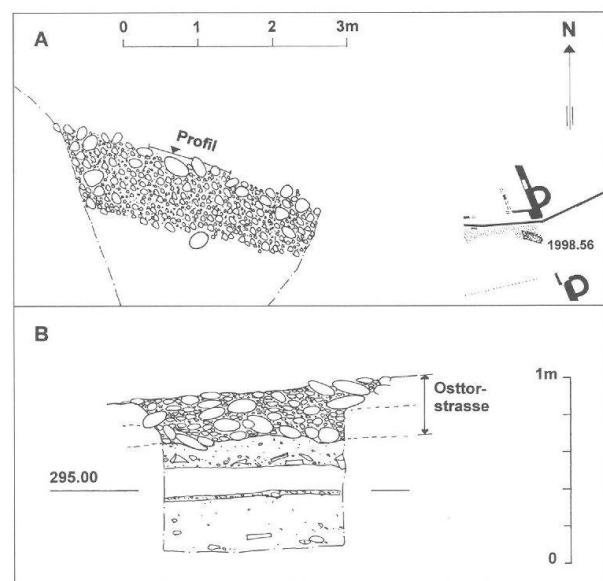 A
0 1 2 3m
N
Profil
1998.56
B
1m
Osttor-
strasse
295.00
0